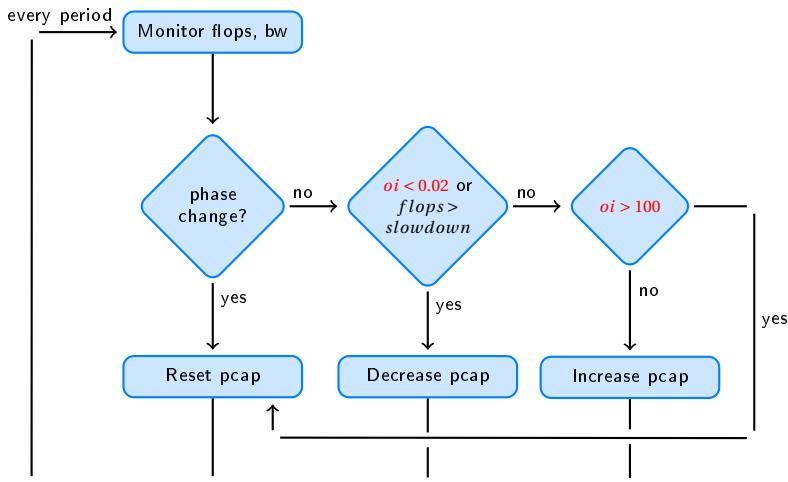 every period
Monitor flops, bw
phase
change?
no
oi < 0.02 or
flops >
slowdown
no
oi > 100
yes
yes
no
yes
Reset pcap
Decrease pcap
Increase pcap